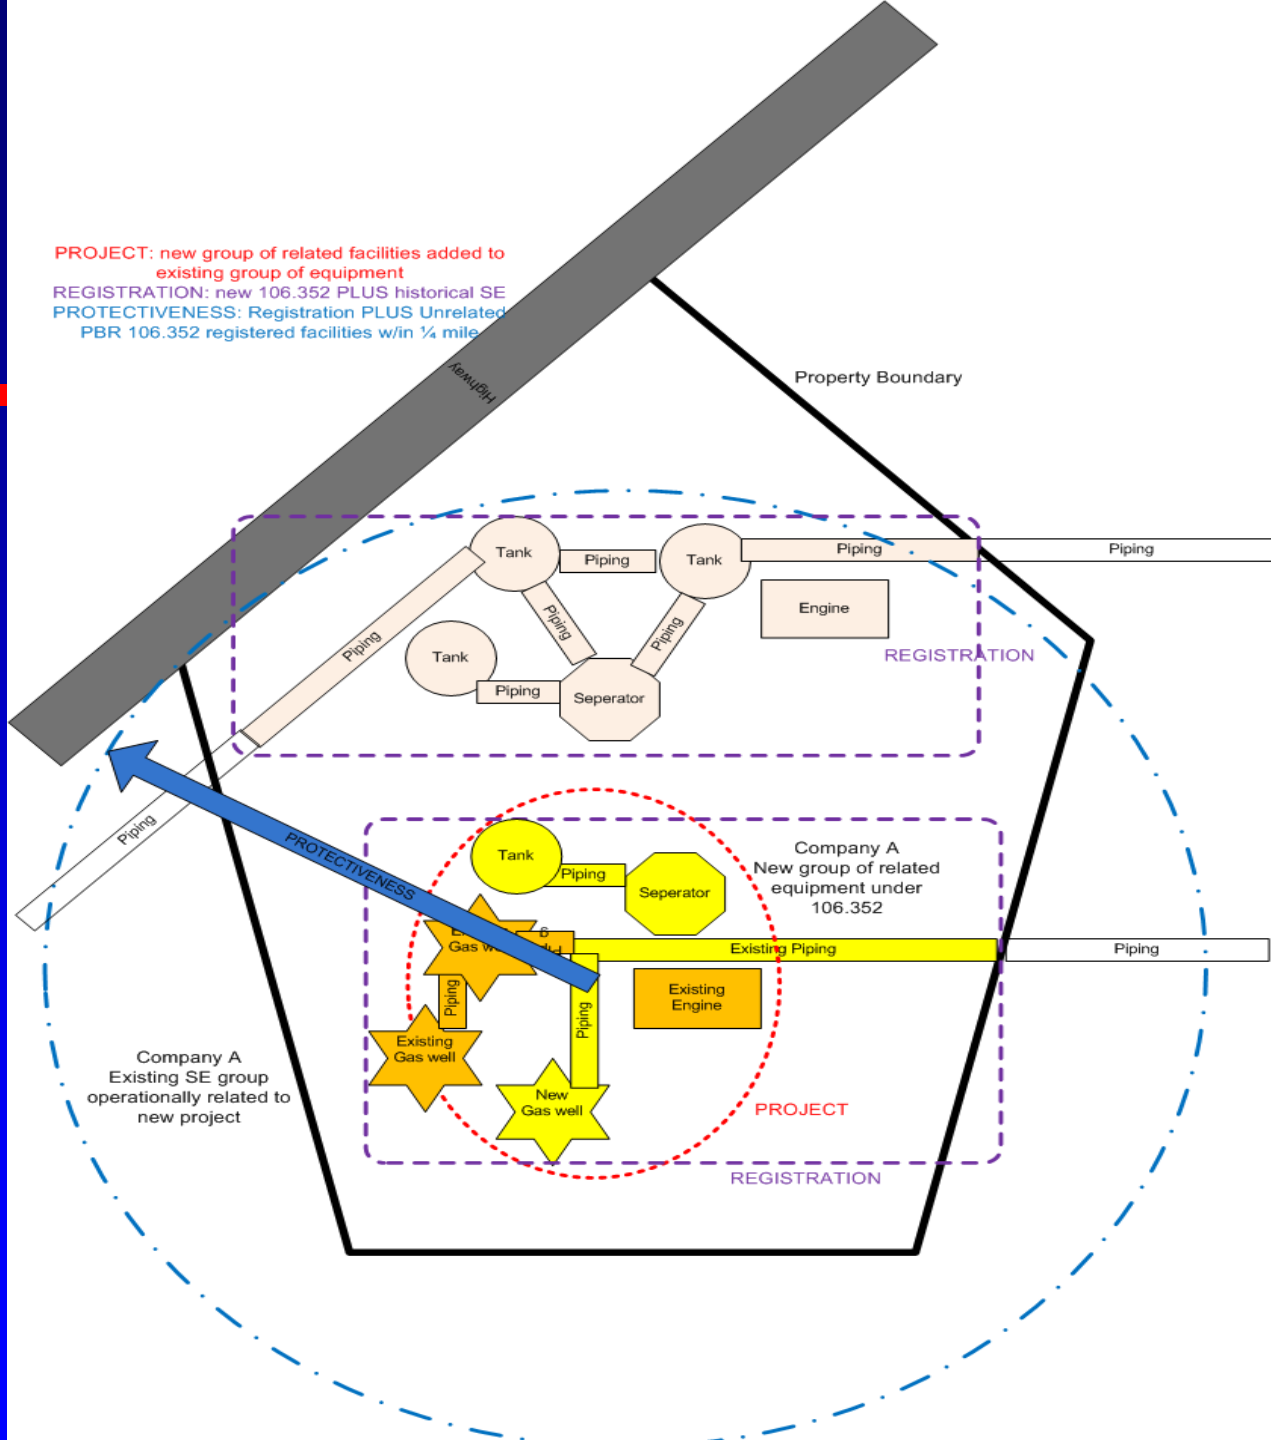 PROJECT: new group of related facilities added to
existing group of equipment
REGISTRATION: new 106.352 PLUS historical SE
PROTECTIVENESS: Registration PLUS Unrelated
PBR 106.352 registered facilities w/in ¼ mile
Highway
Property Boundary
Tank
Piping
Tank
Piping
Piping
Engine
Piping
Piping
Piping
Tank
Piping
Seperator
REGISTRATION
Piping
PROTECTIVENESS
Tank
Piping
Seperator
Company A
New group of related
equipment under
106.352
Gas well
Existing Piping
Piping
Piping
Existing
Engine
Piping
Existing
Gas well
New
Gas well
Company A
Existing SE group
operationally related to
new project
PROJECT
REGISTRATION